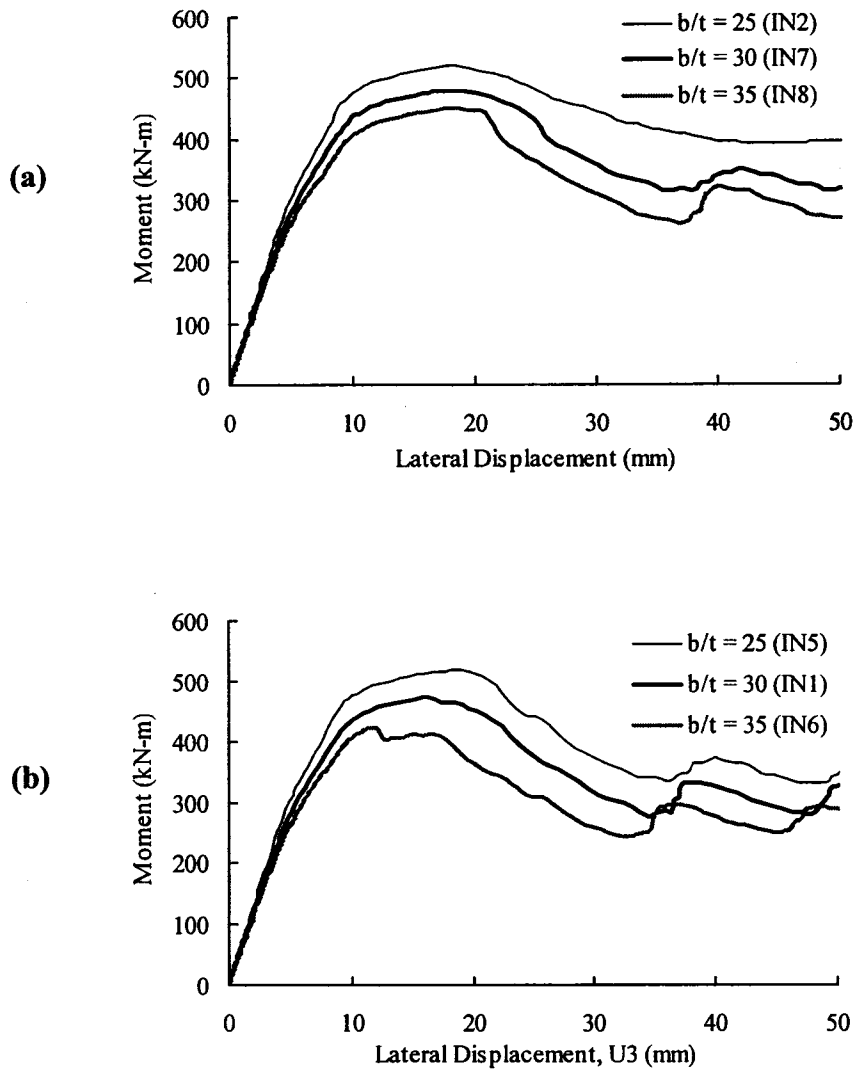 (a)
Moment (kN-m)
600
500
400
300
200
100
0
b/t = 25 (IN2)
b/t = 30 (IN7)
b/t = 35 (IN8)
0 10 20 30 40 50
Lateral Displacement (mm)
(b)
Moment (kN-m)
600
500
400
300
200
100
0
b/t = 25 (IN5)
b/t = 30 (IN1)
b/t = 35 (IN6)
0 10 20 30 40 50
Lateral Displacement, U3 (mm)